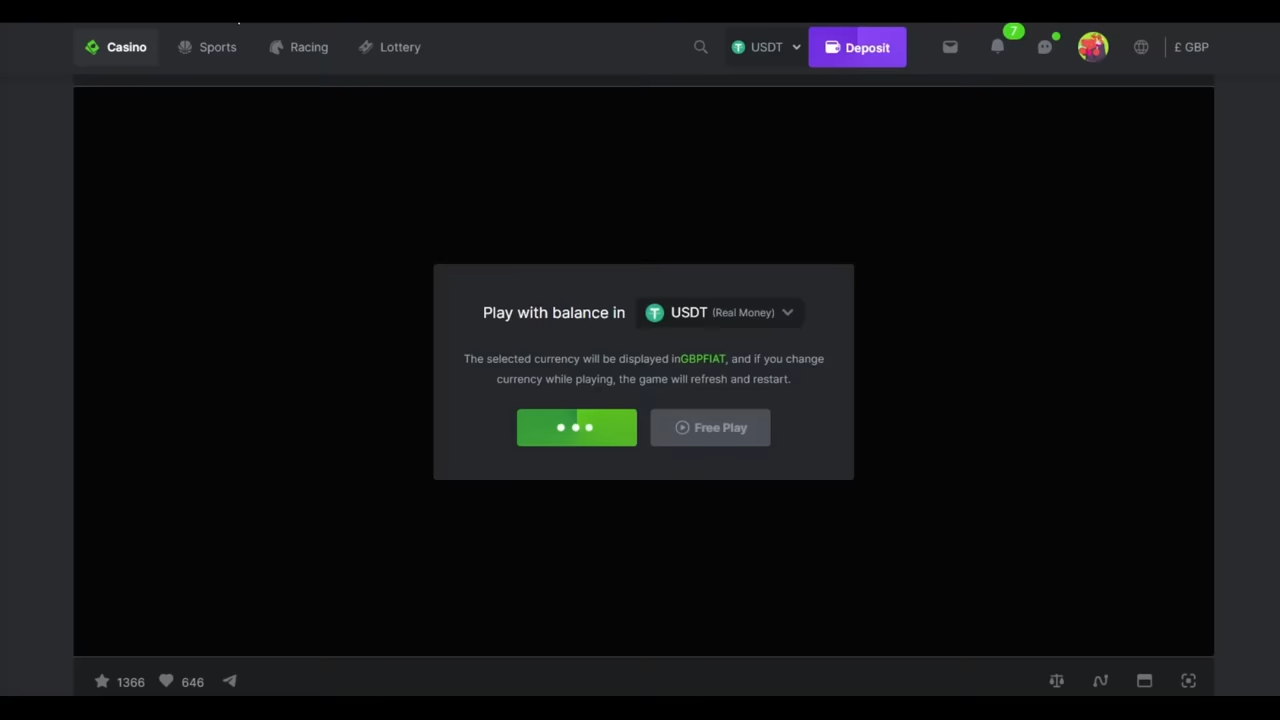 Casino Sports Racing Lottery USDT Deposit 7 £ GBP
Play with balance in USDT (Real Money)
The selected currency will be displayed inGBPFIAT, and if you change
currency while playing, the game will refresh and restart.
Free Play
1366 646